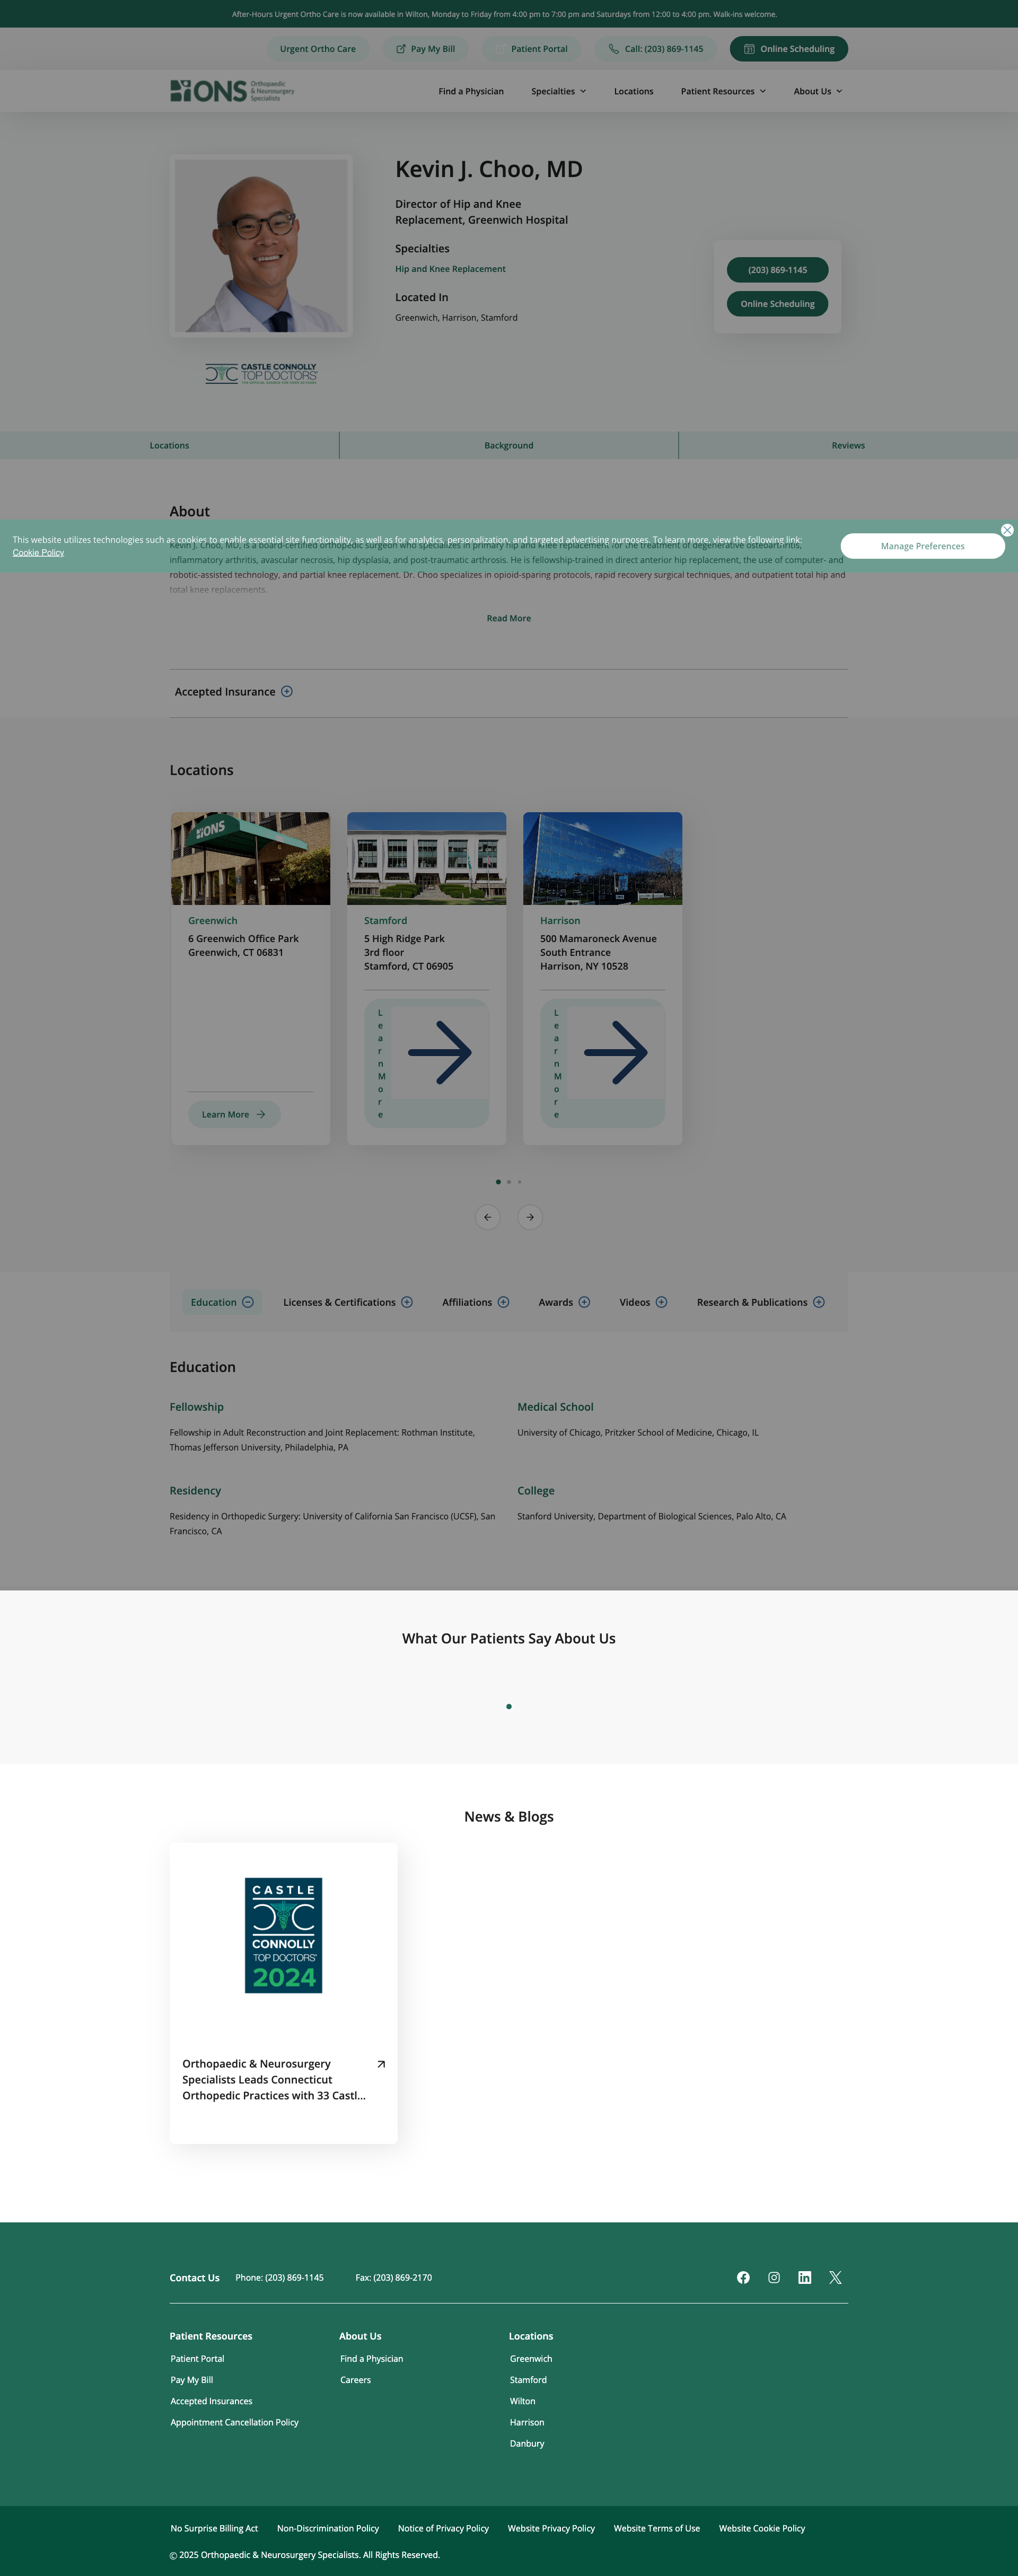 After-Hours Urgent Ortho Care is now available in Wilton, Monday to Friday from 4:00 pm to 7:00 pm and Saturdays from 12:00 to 4:00 pm. Walk-ins welcome.
Urgent Ortho Care
Pay My Bill
Patient Portal
Call: (203) 869-1145
Online Scheduling
ONS Orthopaedic
& Neurosurgery
Specialists
Find a Physician
Specialties
Locations
Patient Resources
About Us
Kevin J. Choo, MD
Director of Hip and Knee
Replacement, Greenwich Hospital
Specialties
Hip and Knee Replacement
Located In
Greenwich, Harrison, Stamford
(203) 869-1145
Online Scheduling
CASTLE CONNOLLY
TOP DOCTORS
Locations
Background
Reviews
About
This website utilizes technologies such as cookies to enable essential site functionality, as well as for analytics, personalization, and targeted advertising purposes. To learn more, view the following link:
Cookie Policy
Manage Preferences
Kevin J. Choo, MD, is a board-certified orthopedic surgeon who specializes in primary hip and knee replacement, for the treatment of degenerative osteoarthritis,
inflammatory arthritis, avascular necrosis, hip dysplasia, and post-traumatic arthrosis. He is fellowship-trained in direct anterior hip replacement, the use of computer- and
robotic-assisted technology, and partial knee replacement. Dr. Choo specializes in opioid-sparing protocols, rapid recovery surgical techniques, and outpatient total hip and
total knee replacements.
Read More
Accepted Insurance
Locations
ONS
Greenwich
6 Greenwich Office Park
Greenwich, CT 06831
Learn More
Stamford
5 High Ridge Park
3rd floor
Stamford, CT 06905
Learn More
Harrison
500 Mamaroneck Avenue
South Entrance
Harrison, NY 10528
Learn More
Education
Licenses & Certifications
Affiliations
Awards
Videos
Research & Publications
Education
Fellowship
Fellowship in Adult Reconstruction and Joint Replacement: Rothman Institute,
Thomas Jefferson University, Philadelphia, PA
Medical School
University of Chicago, Pritzker School of Medicine, Chicago, IL
Residency
Residency in Orthopedic Surgery: University of California San Francisco (UCSF), San
Francisco, CA
College
Stanford University, Department of Biological Sciences, Palo Alto, CA
What Our Patients Say About Us
News & Blogs
CASTLE
CONNOLLY
TOP DOCTORS
2024
Orthopaedic & Neurosurgery
Specialists Leads Connecticut
Orthopedic Practices with 33 Castl...
Contact Us
Phone: (203) 869-1145
Fax: (203) 869-2170
Patient Resources
Patient Portal
Pay My Bill
Accepted Insurances
Appointment Cancellation Policy
About Us
Find a Physician
Careers
Locations
Greenwich
Stamford
Wilton
Harrison
Danbury
No Surprise Billing Act
Non-Discrimination Policy
Notice of Privacy Policy
Website Privacy Policy
Website Terms of Use
Website Cookie Policy
© 2025 Orthopaedic & Neurosurgery Specialists. All Rights Reserved.